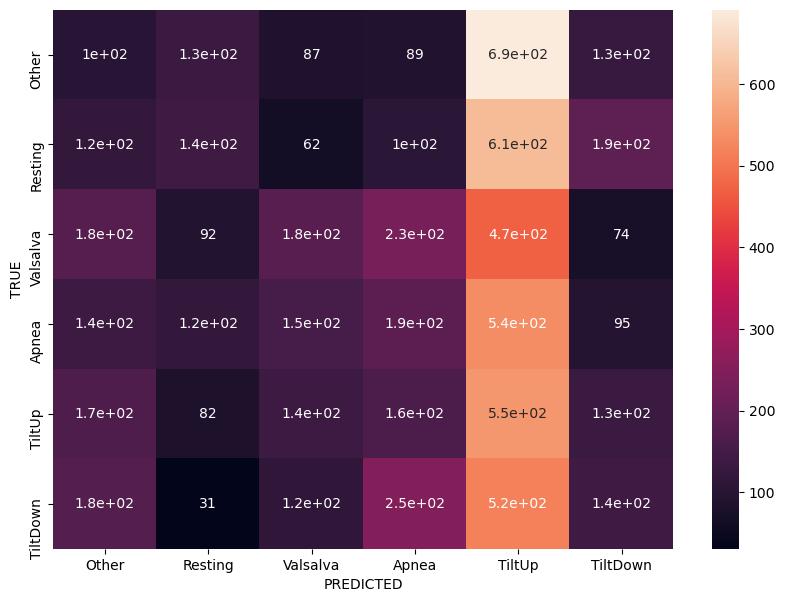 Other 1e+02 1.3e+02 87 89 6.9e+02 1.3e+02
Resting 1.2e+02 1.4e+02 62 1e+02 6.1e+02 1.9e+02
Valsalva 1.8e+02 92 1.8e+02 2.3e+02 4.7e+02 74
Apnea 1.4e+02 1.2e+02 1.5e+02 1.9e+02 5.4e+02 95
TiltUp 1.7e+02 82 1.4e+02 1.6e+02 5.5e+02 1.3e+02
TiltDown 1.8e+02 31 1.2e+02 2.5e+02 5.2e+02 1.4e+02
TRUE
Other Resting Valsalva Apnea TiltUp TiltDown
PREDICTED
600
500
400
300
200
100